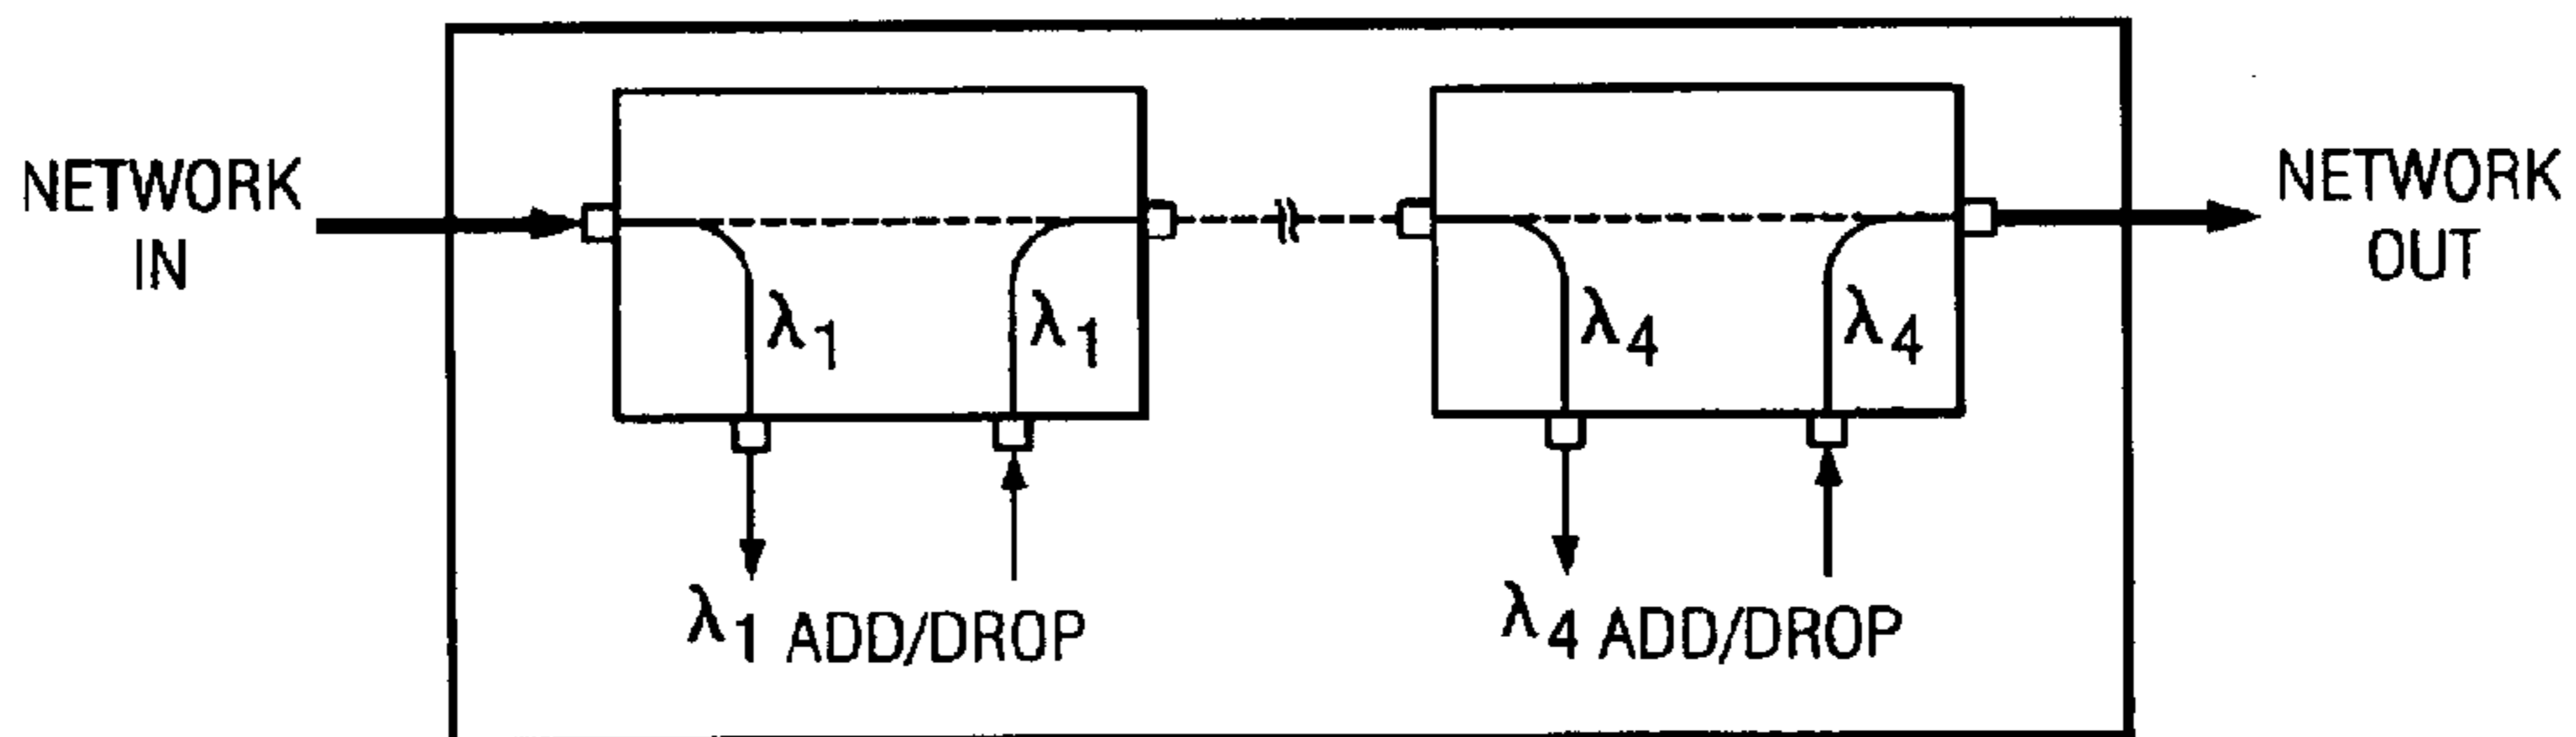 NETWORK
IN
λ1
λ1
λ4
λ4
NETWORK
OUT
λ1 ADD/DROP
λ4 ADD/DROP